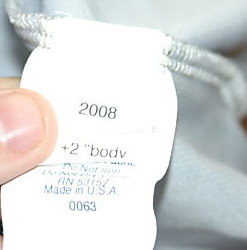 2008
+2 "body
Do Not Iron
RN 53157
Made in U.S.A.
0063